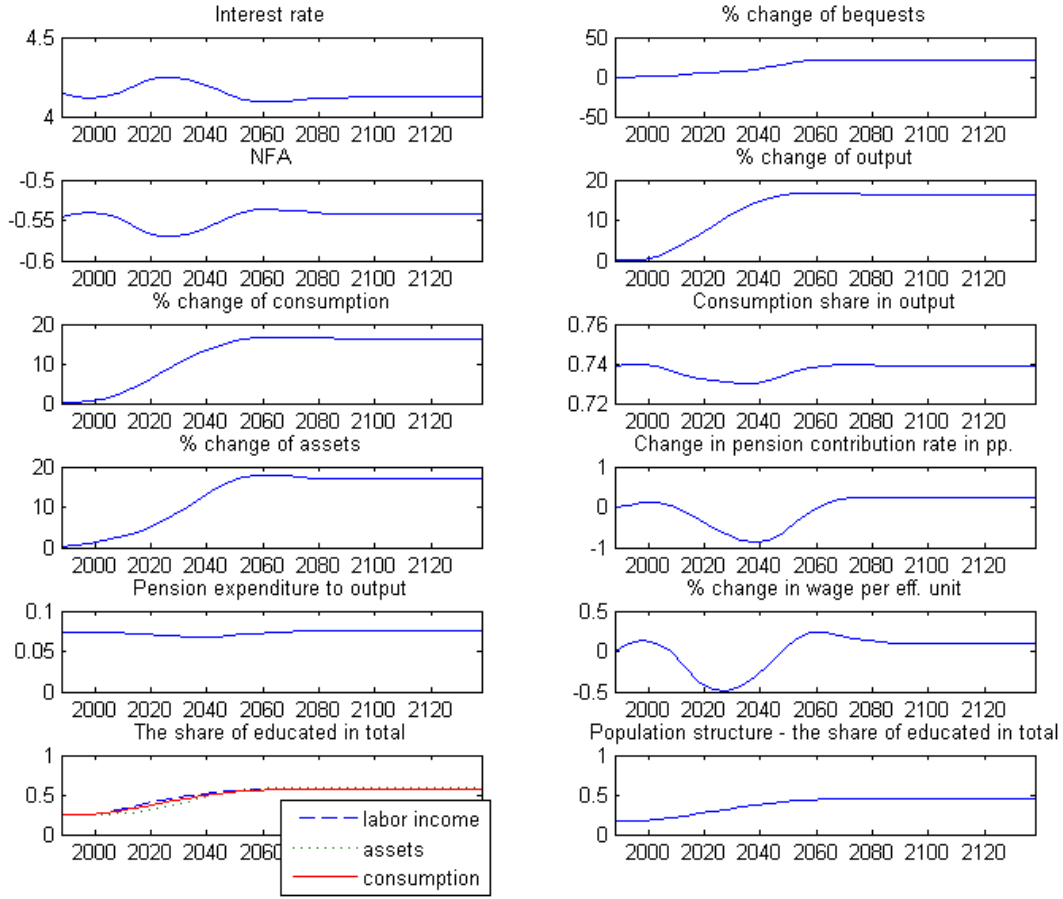 Interest rate
4.5
4
2000 2020 2040 2060 2080 2100 2120
% change of bequests
50
0
-50
2000 2020 2040 2060 2080 2100 2120
NFA
-0.5
-0.55
-0.6
2000 2020 2040 2060 2080 2100 2120
% change of output
20
10
0
2000 2020 2040 2060 2080 2100 2120
% change of consumption
20
10
0
2000 2020 2040 2060 2080 2100 2120
Consumption share in output
0.76
0.74
0.72
2000 2020 2040 2060 2080 2100 2120
% change of assets
20
10
0
2000 2020 2040 2060 2080 2100 2120
Change in pension contribution rate in pp.
1
0
-1
2000 2020 2040 2060 2080 2100 2120
Pension expenditure to output
0.1
0.05
0
2000 2020 2040 2060 2080 2100 2120
% change in wage per eff. unit
0.5
0
-0.5
2000 2020 2040 2060 2080 2100 2120
The share of educated in total
1
0.5
0
2000 2020 2040
labor income
assets
consumption
Population structure - the share of educated in total
1
0.5
0
2000 2020 2040 2060 2080 2100 2120